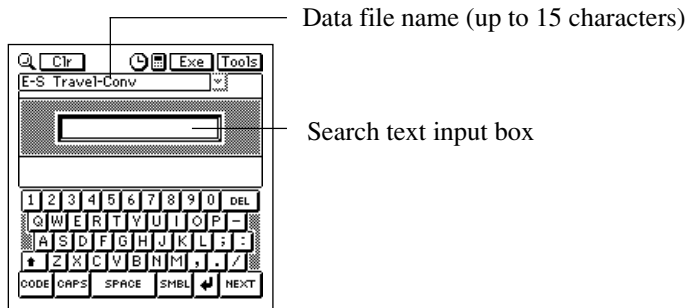 Data file name (up to 15 characters)
Clr Exe Tools
E-S Travel-Conv
Search text input box
1 2 3 4 5 6 7 8 9 0 DEL
Q W E R T Y U I O P -
A S D F G H J K L ; :
Z X C V B N M , . /
CODE CAPS SPACE SMBL NEXT